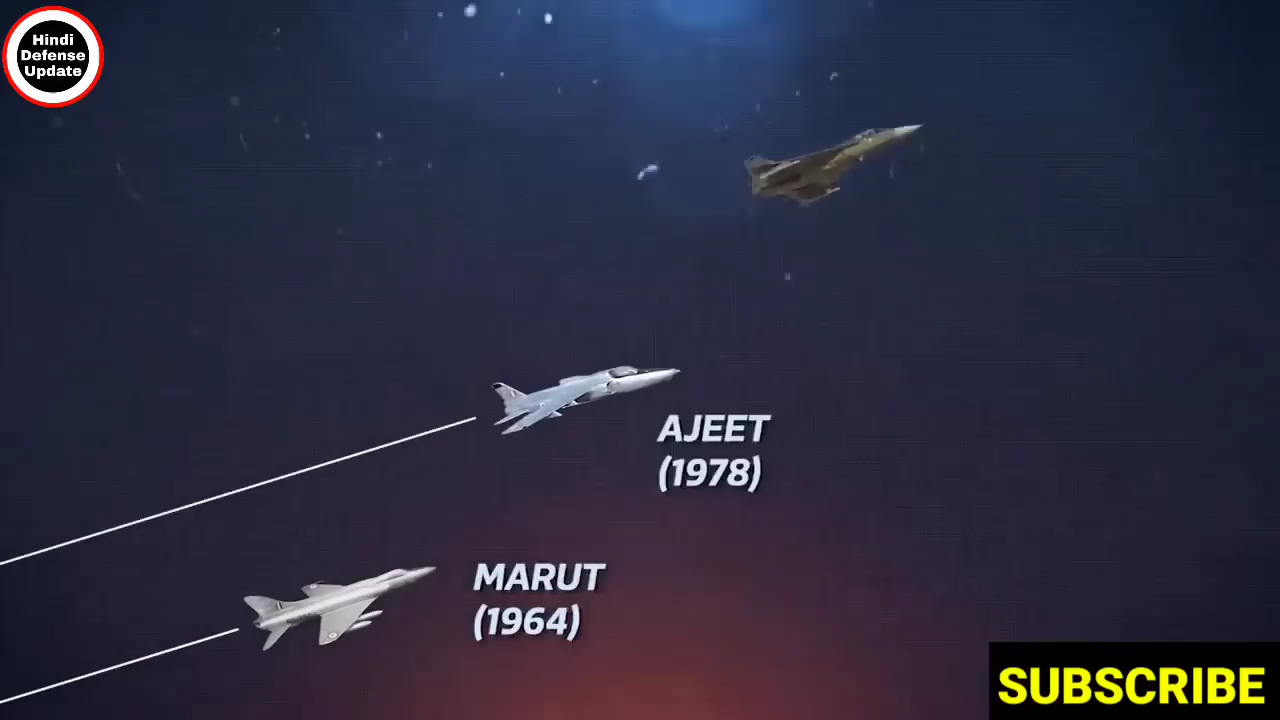 Hindi
Defense
Update
AJEET
(1978)
MARUT
(1964)
SUBSCRIBE